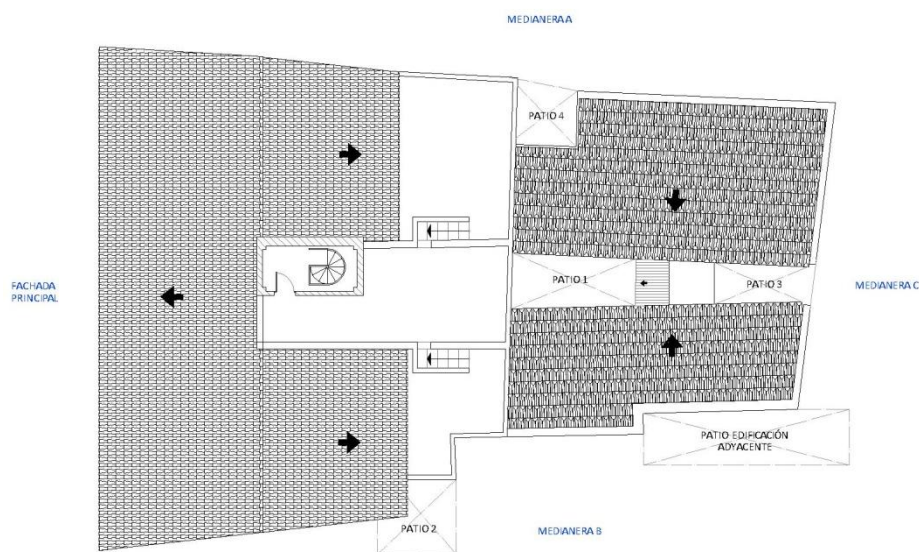 MEDIANERA A
PATIO 4
FACHADA
PRINCIPAL
PATIO 1
PATIO 3
MEDIANERA C
PATIO EDIFICACIÓN
ADYACENTE
PATIO 2
MEDIANERA B